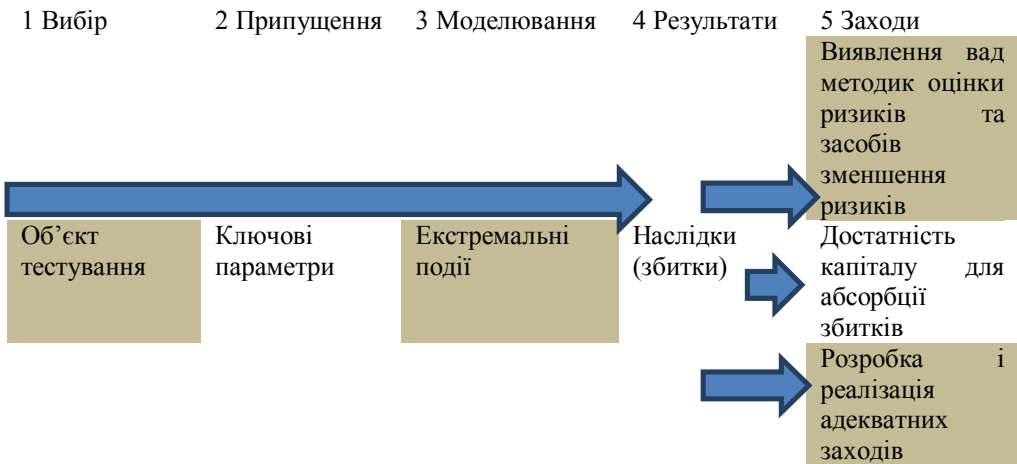 1 Вибір
2 Припущення
3 Моделювання
4 Результати
5 Заходи
Виявлення вад
методик оцінки
ризиків та
засобів
зменшення
ризиків
Об’єкт
тестування
Ключові
параметри
Екстремальні
події
Наслідки
(збитки)
Достатність
капіталу для
абсорбції
збитків
Розробка і
реалізація
адекватних
заходів